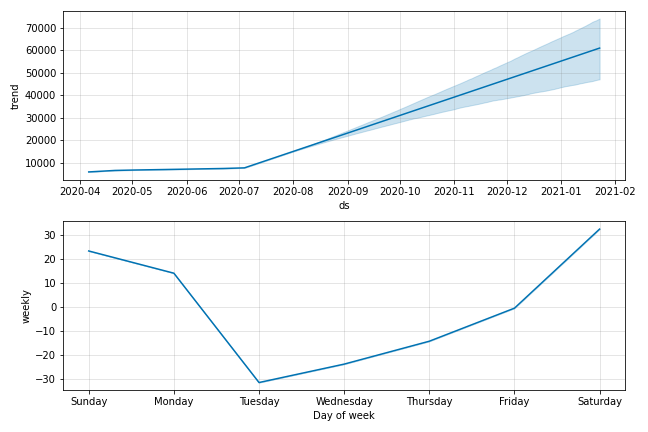 70000
60000
50000
40000
30000
20000
10000
trend
2020-04 2020-05 2020-06 2020-07 2020-08 2020-09 2020-10 2020-11 2020-12 2021-01 2021-02
ds
30
20
10
0
−10
−20
−30
weekly
Sunday Monday Tuesday Wednesday Thursday Friday Saturday
Day of week